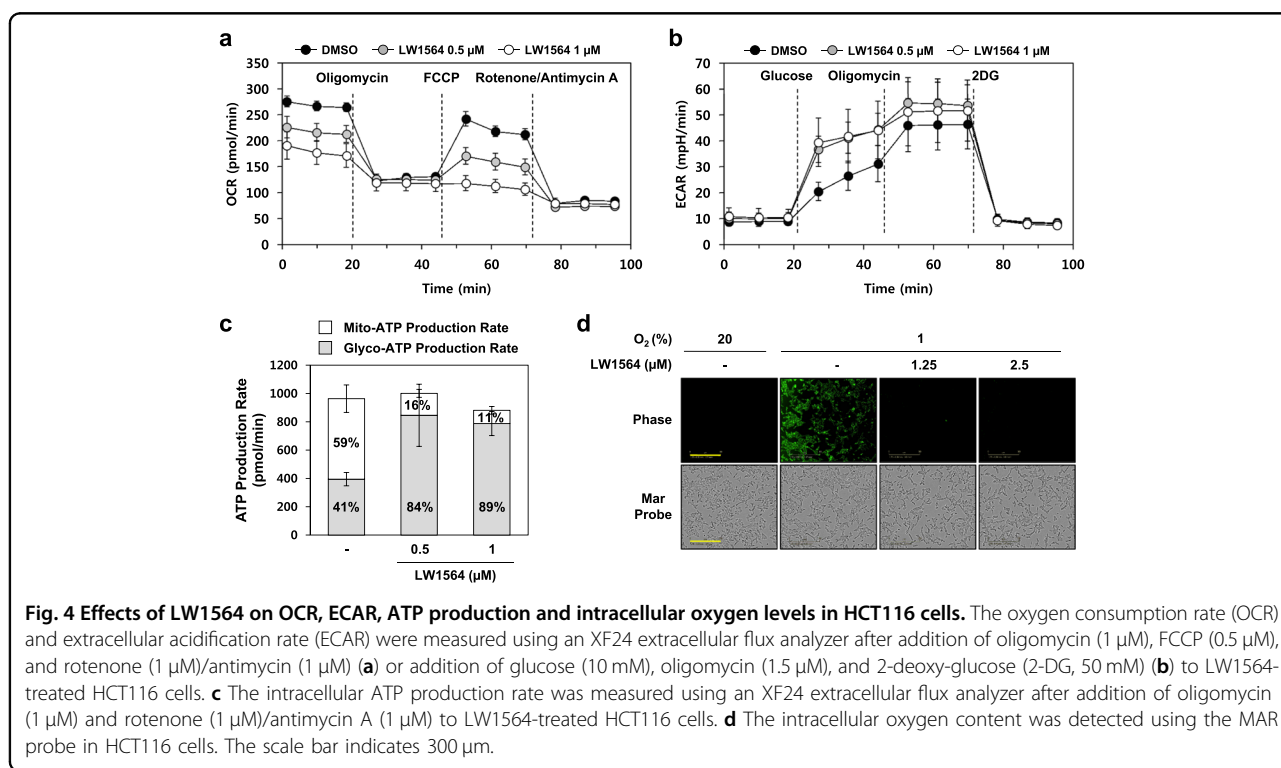 a
DMSO LW1564 0.5 µM LW1564 1 µM
Oligomycin FCCP Rotenone/Antimycin A
350
300
250
200
150
100
50
0
OCR (pmol/min)
0 20 40 60 80 100
Time (min)
b
DMSO LW1564 0.5 µM LW1564 1 µM
Glucose Oligomycin 2DG
70
60
50
40
30
20
10
0
ECAR (mpH/min)
0 20 40 60 80 100
Time (min)
c
Mito-ATP Production Rate
Glyco-ATP Production Rate
1200
1000
800
600
400
200
0
ATP Production Rate
(pmol/min)
59% 16% 11%
41% 84% 89%
- 0.5 1
LW1564 (µM)
d
O2 (%) 20 1
LW1564 (µM) - - 1.25 2.5
Phase
Mar
Probe
Fig. 4 Effects of LW1564 on OCR, ECAR, ATP production and intracellular oxygen levels in HCT116 cells. The oxygen consumption rate (OCR)
and extracellular acidification rate (ECAR) were measured using an XF24 extracellular flux analyzer after addition of oligomycin (1 µM), FCCP (0.5 µM),
and rotenone (1 µM)/antimycin (1 µM) (a) or addition of glucose (10 mM), oligomycin (1.5 µM), and 2-deoxy-glucose (2-DG, 50 mM) (b) to LW1564-
treated HCT116 cells. c The intracellular ATP production rate was measured using an XF24 extracellular flux analyzer after addition of oligomycin
(1 µM) and rotenone (1 µM)/antimycin A (1 µM) to LW1564-treated HCT116 cells. d The intracellular oxygen content was detected using the MAR
probe in HCT116 cells. The scale bar indicates 300 µm.